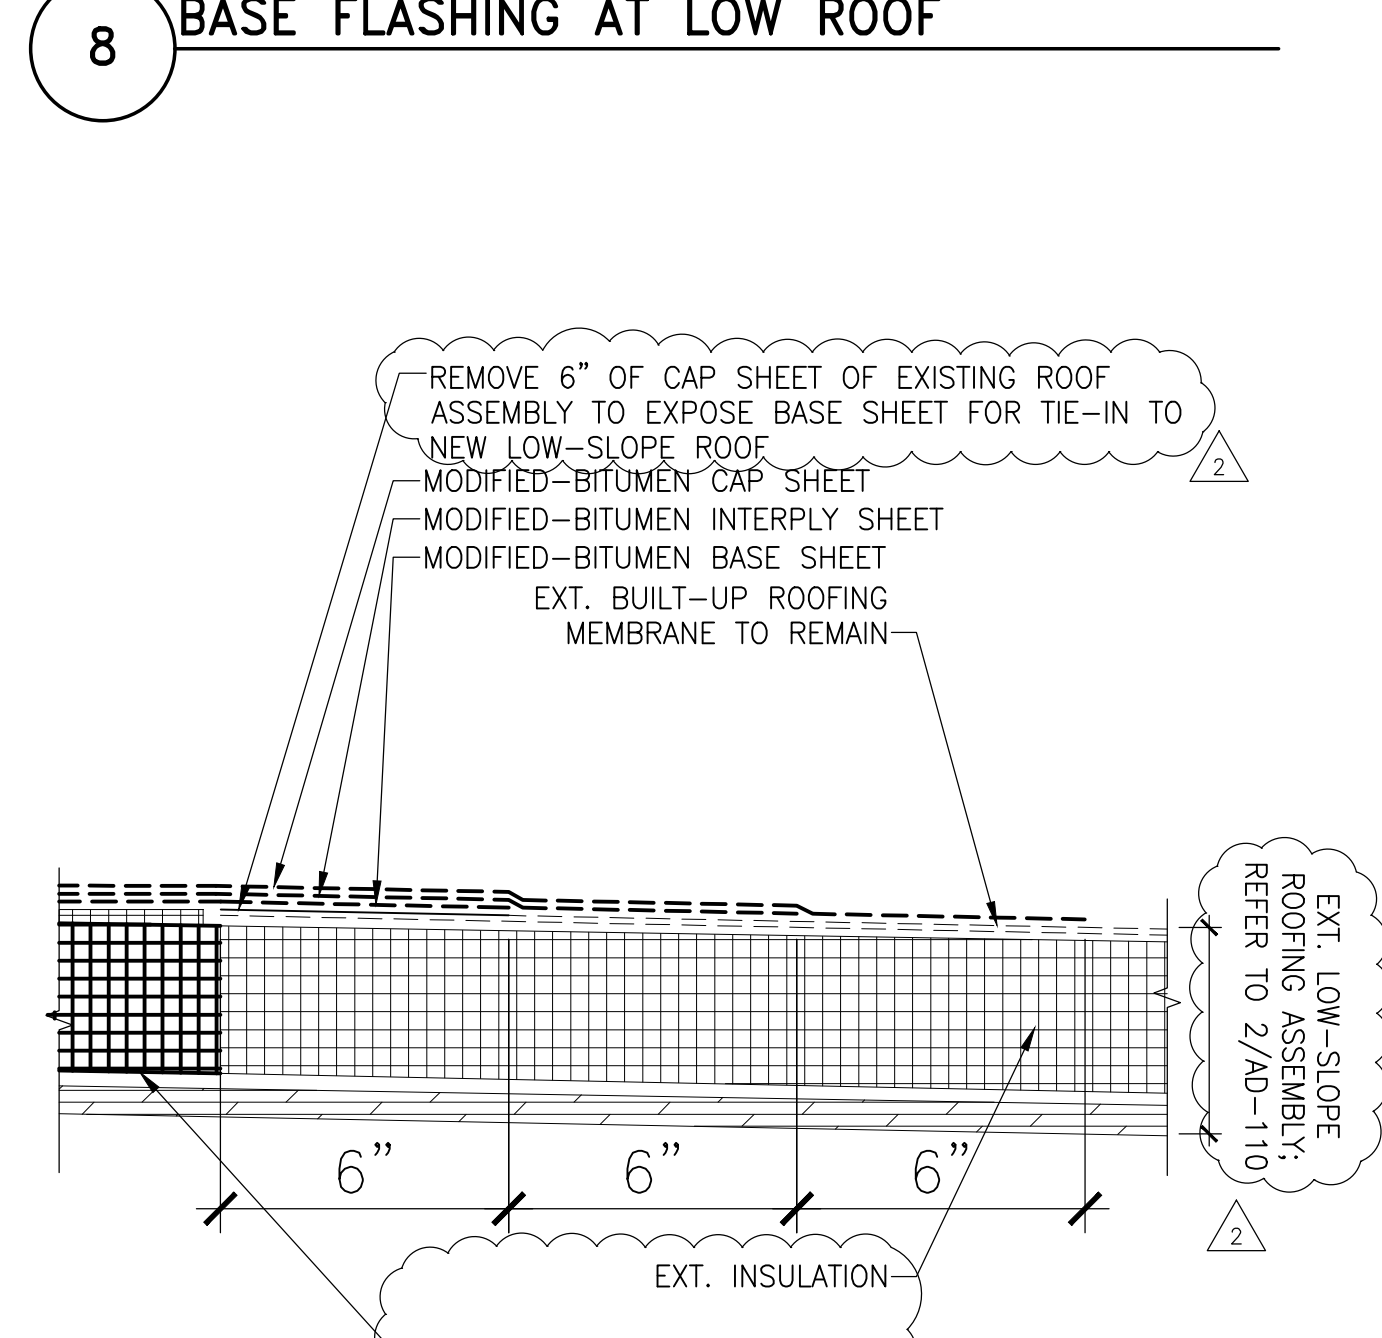 BASE FLASHING AT LOW ROOF
8
REMOVE 6" OF CAP SHEET OF EXISTING ROOF
ASSEMBLY TO EXPOSE BASE SHEET FOR TIE-IN TO
NEW LOW-SLOPE ROOF
2
MODIFIED-BITUMEN CAP SHEET
MODIFIED-BITUMEN INTERPLY SHEET
MODIFIED-BITUMEN BASE SHEET
EXT. BUILT-UP ROOFING
MEMBRANE TO REMAIN
EXT. LOW-SLOPE
ROOFING ASSEMBLY;
REFER TO 2/AD-110
2
6"
6"
6"
EXT. INSULATION